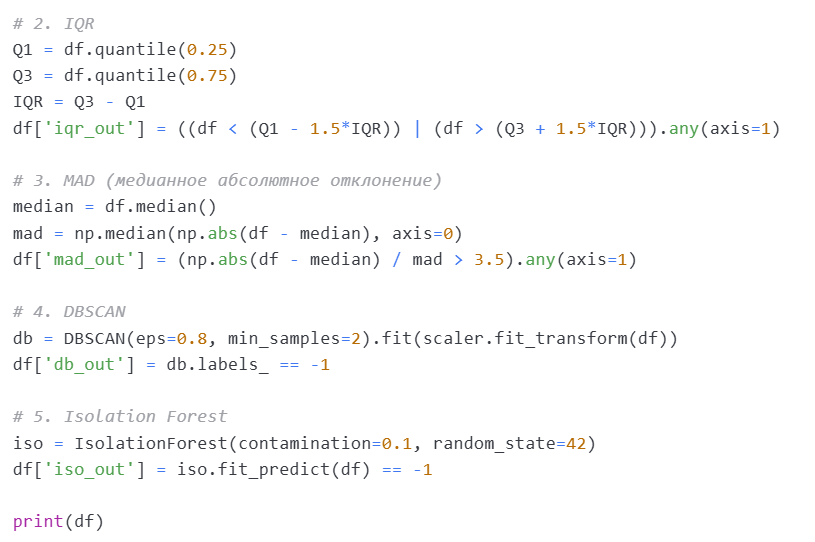 # 2. IQR
Q1 = df.quantile(0.25)
Q3 = df.quantile(0.75)
IQR = Q3 - Q1
df['iqr_out'] = ((df < (Q1 - 1.5*IQR)) | (df > (Q3 + 1.5*IQR))).any(axis=1)
# 3. MAD (медианное абсолютное отклонение)
median = df.median()
mad = np.median(np.abs(df - median), axis=0)
df['mad_out'] = (np.abs(df - median) / mad > 3.5).any(axis=1)
# 4. DBSCAN
db = DBSCAN(eps=0.8, min_samples=2).fit(scaler.fit_transform(df))
df['db_out'] = db.labels_ == -1
# 5. Isolation Forest
iso = IsolationForest(contamination=0.1, random_state=42)
df['iso_out'] = iso.fit_predict(df) == -1
print(df)